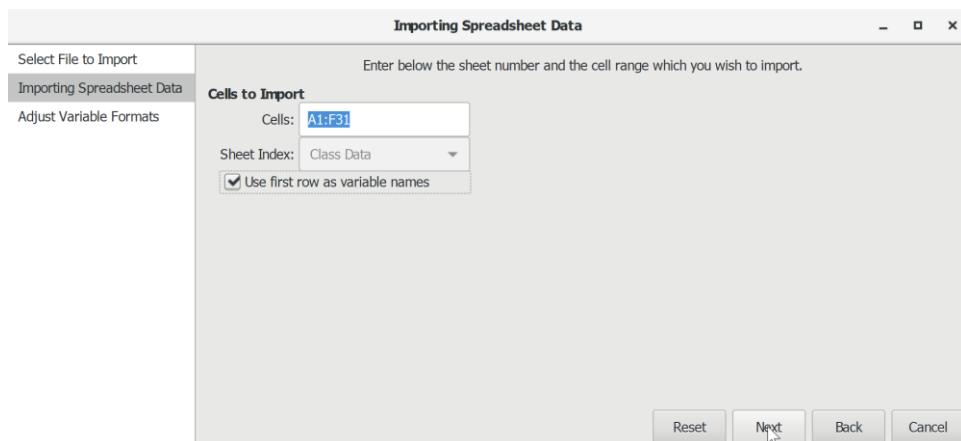 Importing Spreadsheet Data
Select File to Import
Importing Spreadsheet Data
Adjust Variable Formats
Enter below the sheet number and the cell range which you wish to import.
Cells to Import
Cells: A1:F31
Sheet Index: Class Data
Use first row as variable names
Reset Next Back Cancel